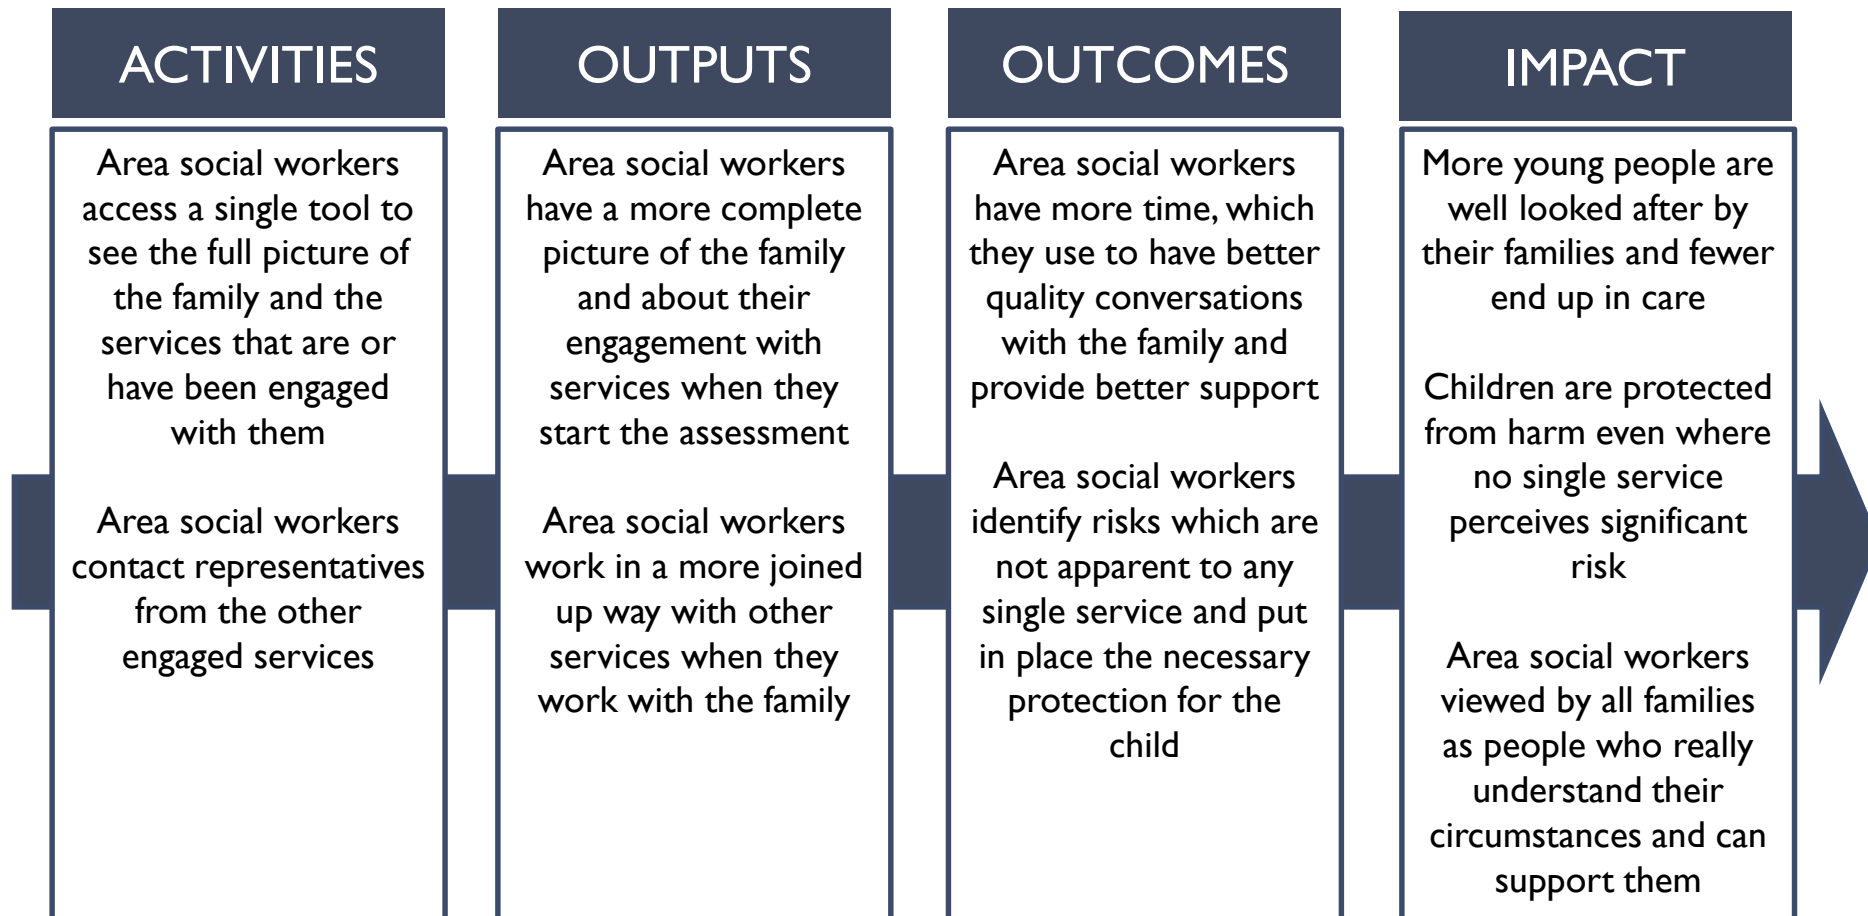 ACTIVITIES
Area social workers
access a single tool to
see the full picture of
the family and the
services that are or
have been engaged
with them
Area social workers
contact representatives
from the other
engaged services
OUTPUTS
Area social workers
have a more complete
picture of the family
and about their
engagement with
services when they
start the assessment
Area social workers
work in a more joined
up way with other
services when they
work with the family
OUTCOMES
Area social workers
have more time, which
they use to have better
quality conversations
with the family and
provide better support
Area social workers
identify risks which are
not apparent to any
single service and put
in place the necessary
protection for the
child
IMPACT
More young people are
well looked after by
their families and fewer
end up in care
Children are protected
from harm even where
no single service
perceives significant
risk
Area social workers
viewed by all families
as people who really
understand their
circumstances and can
support them